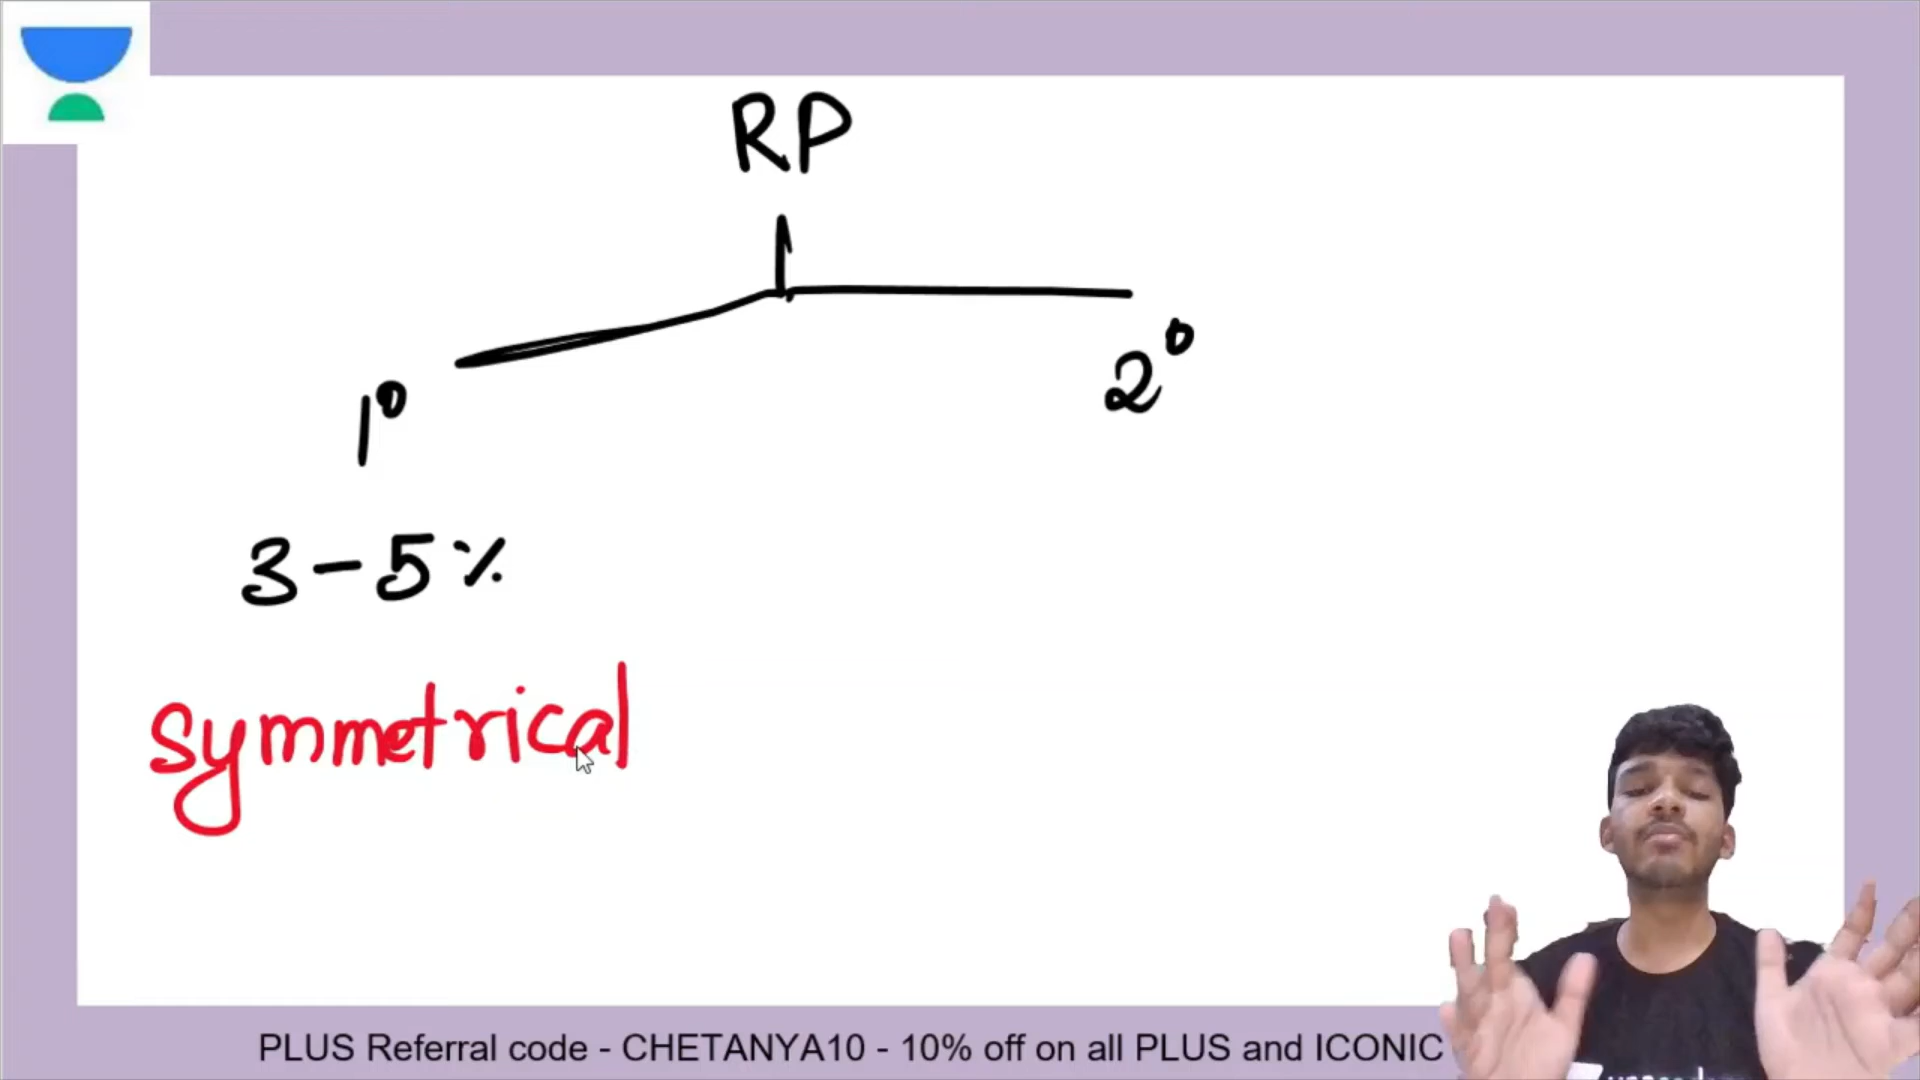 RP
1° 2°
3-5%
Symmetrical
PLUS Referral code - CHETANYA10 - 10% off on all PLUS and ICONIC